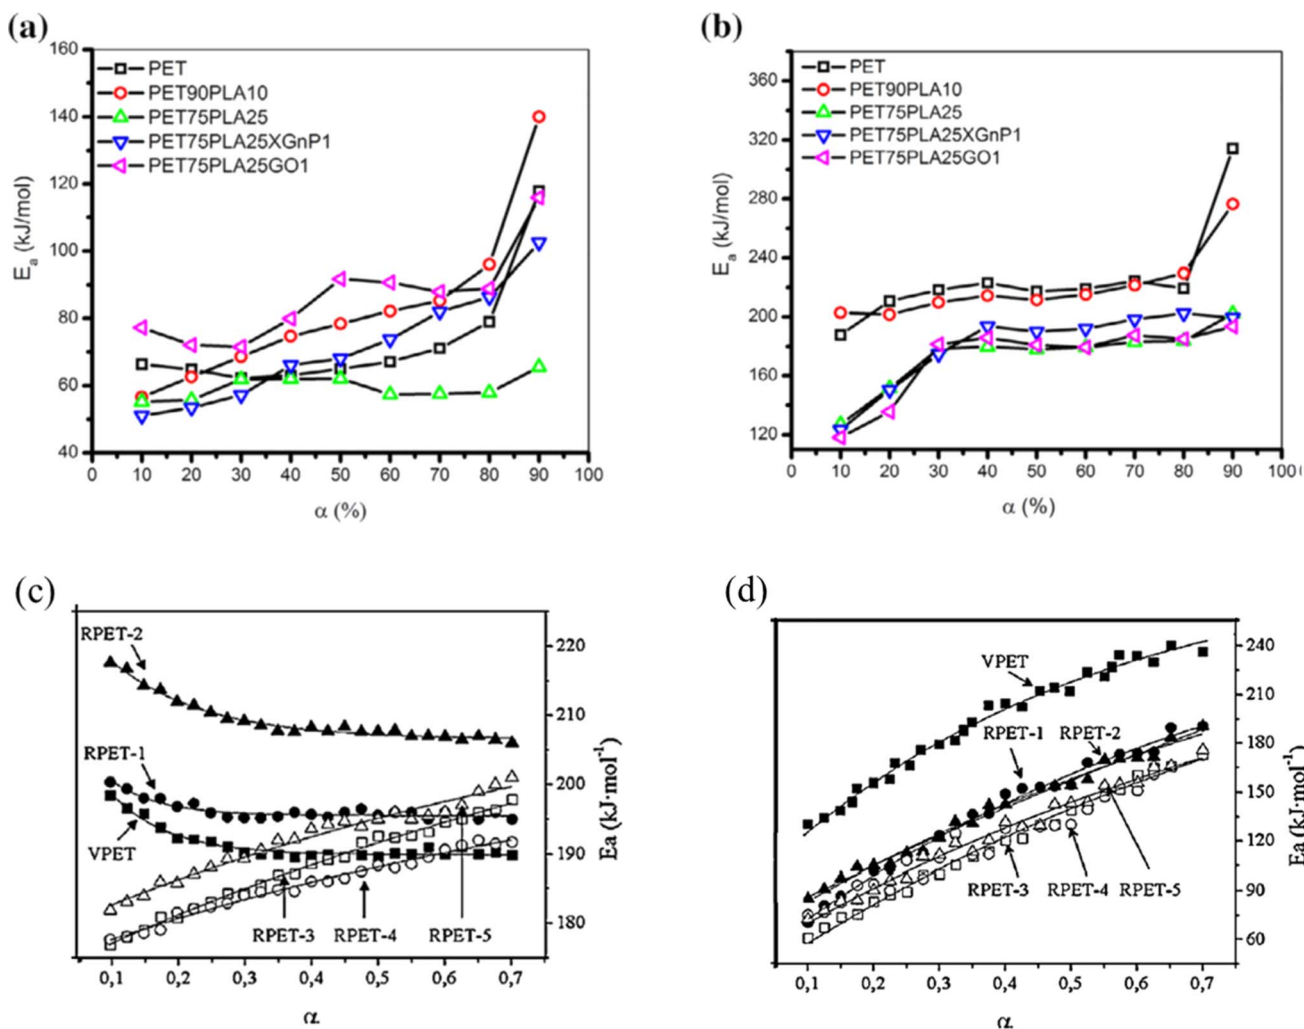 (a)
160
140
120
100
80
60
40
E_a (kJ/mol)
PET
PET90PLA10
PET75PLA25
PET75PLA25XGnP1
PET75PLA25GO1
0 10 20 30 40 50 60 70 80 90 100
α (%)
(b)
360
320
280
240
200
160
120
E_a (kJ/mol)
PET
PET90PLA10
PET75PLA25
PET75PLA25XGnP1
PET75PLA25GO1
0 10 20 30 40 50 60 70 80 90 100
α (%)
(c)
RPET-2
RPET-1
VPET
RPET-3 RPET-4 RPET-5
220
210
200
190
180
Ea (kJ·mol⁻¹)
0,1 0,2 0,3 0,4 0,5 0,6 0,7
α
(d)
VPET
RPET-1 RPET-2
RPET-3 RPET-4 RPET-5
240
210
180
150
120
90
60
Ea (kJ·mol⁻¹)
0,1 0,2 0,3 0,4 0,5 0,6 0,7
α